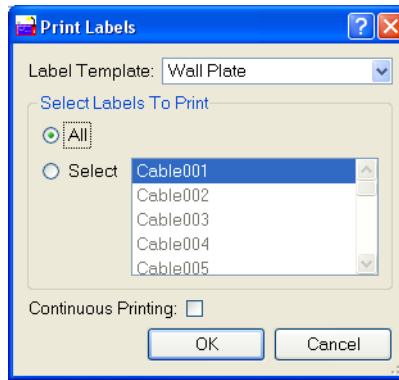 Print Labels
Label Template: Wall Plate
Select Labels To Print
All
Select Cable001
Cable002
Cable003
Cable004
Cable005
Continuous Printing:
OK Cancel